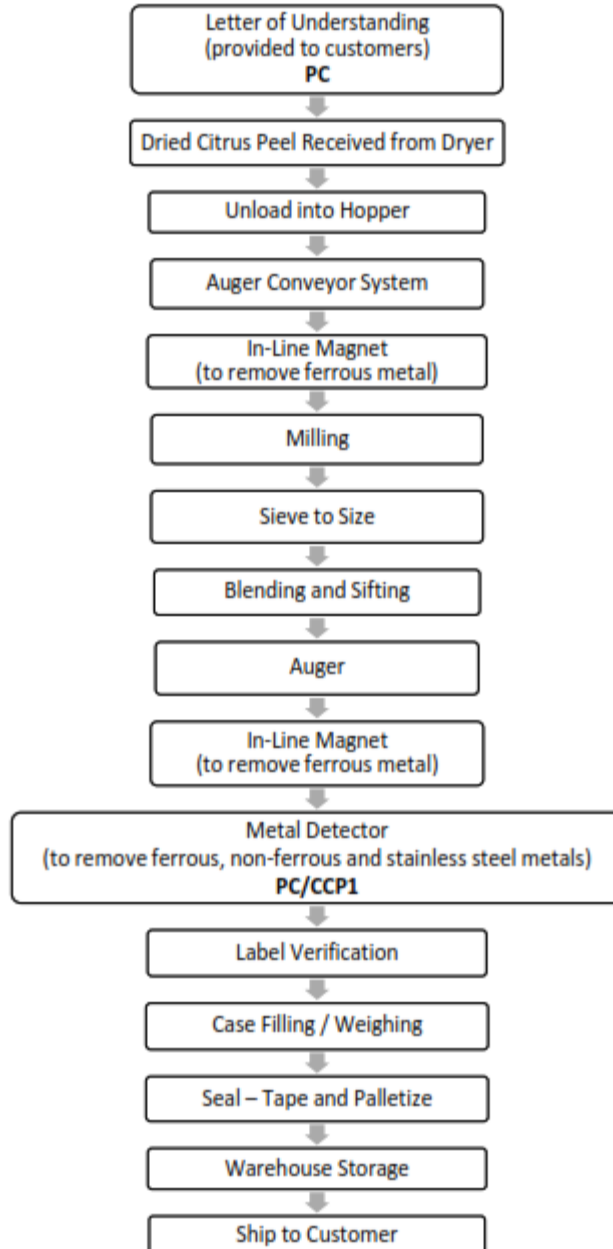 Letter of Understanding
(provided to customers)
PC
Dried Citrus Peel Received from Dryer
Unload into Hopper
Auger Conveyor System
In-Line Magnet
(to remove ferrous metal)
Milling
Sieve to Size
Blending and Sifting
Auger
In-Line Magnet
(to remove ferrous metal)
Metal Detector
(to remove ferrous, non-ferrous and stainless steel metals)
PC/CCP1
Label Verification
Case Filling / Weighing
Seal – Tape and Palletize
Warehouse Storage
Ship to Customer